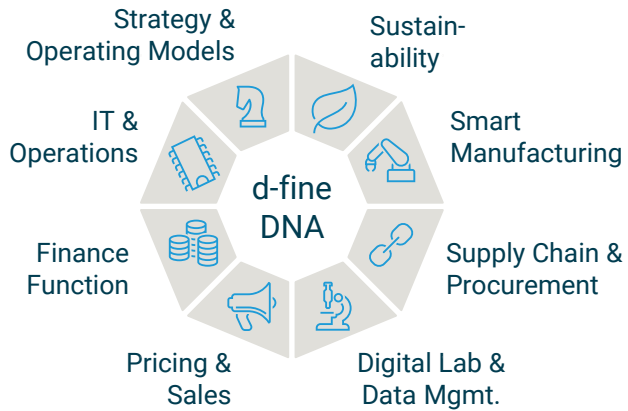 Strategy &
Operating Models
Sustain-
ability
IT &
Operations
Smart
Manufacturing
d-fine
DNA
Finance
Function
Supply Chain &
Procurement
Pricing &
Sales
Digital Lab &
Data Mgmt.